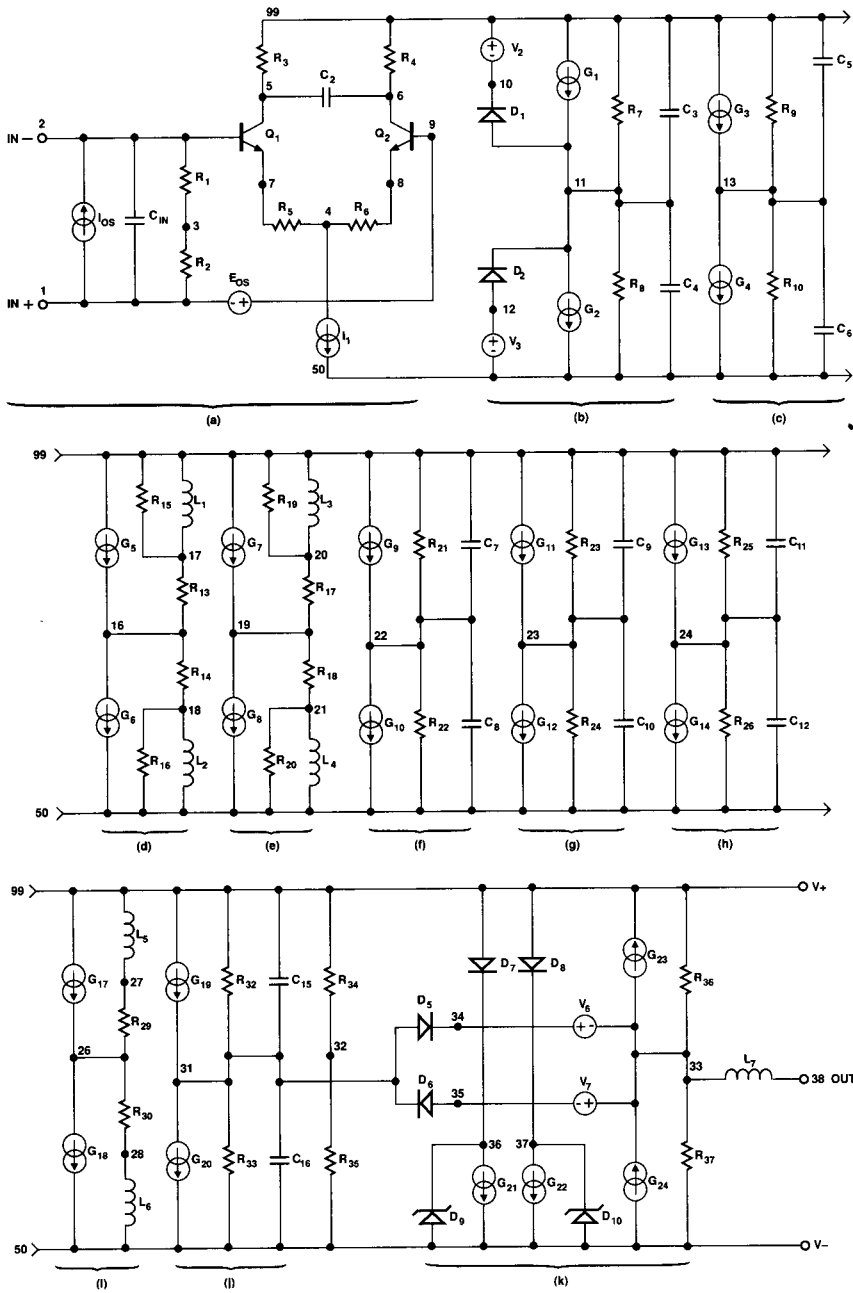 99
R3
R4
V2
+
−
10
D1
G1
C2
5
6
R7
C3
G3
R9
C5
IN− 2
Q1
Q2
9
R1
7
8
IOS
CIN
3
4
R5
R6
11
13
R2
EOS
− +
D2
12
G2
R8
C4
G4
R10
IN+ 1
I1
V3
+
−
50
C6
(a)
(b)
(c)
99
R15
L1
R19
L3
G5
G7
G9
R21
C7
G11
R23
C9
G13
R25
C11
17
20
R13
R17
16
19
22
23
24
R14
R18
18
21
G6
G8
G10
R22
C8
G12
R24
C10
G14
R26
C12
R16
L2
R20
L4
50
(d)
(e)
(f)
(g)
(h)
99
V+
L5
G23
G17
27
G19
R32
C15
R34
D7
D8
R36
R29
D5
34
V6
+ −
26
31
32
33
L7
38 OUT
D6
35
V7
− +
R30
G18
28
G20
R33
C16
R35
36
37
G21
G22
G24
R37
L6
D9
D10
50
V−
(i)
(j)
(k)